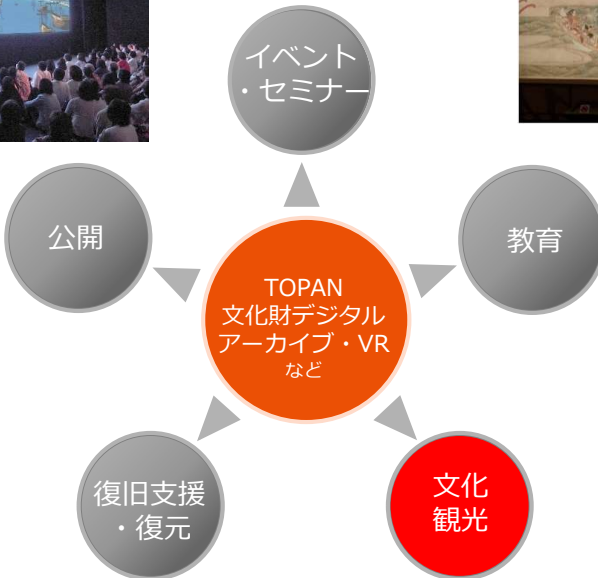 イベント
・セミナー
公開
教育
TOPAN
文化財デジタル
アーカイブ・VR
など
復旧支援
・復元
文化
観光